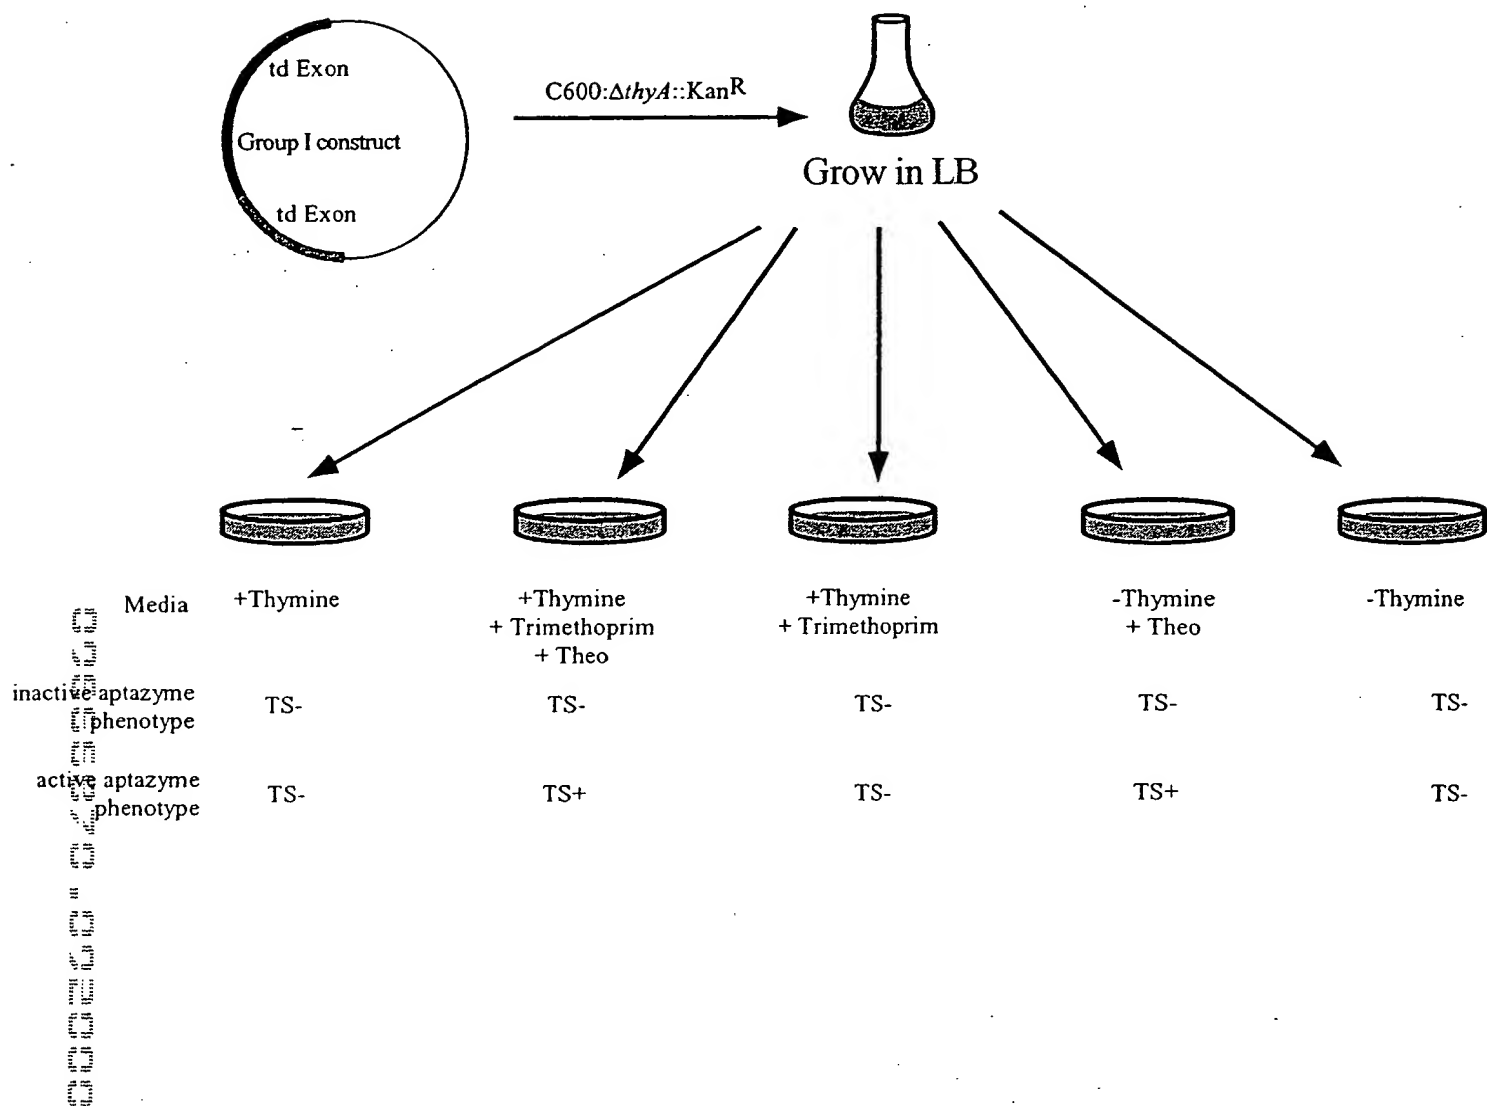 td Exon
Group I construct
td Exon
C600:ΔthyA::KanR
Grow in LB
Media
+Thymine
+Thymine
+ Trimethoprim
+ Theo
+Thymine
+ Trimethoprim
-Thymine
+ Theo
-Thymine
inactive aptazyme
phenotype
TS-
TS-
TS-
TS-
TS-
active aptazyme
phenotype
TS-
TS+
TS-
TS+
TS-